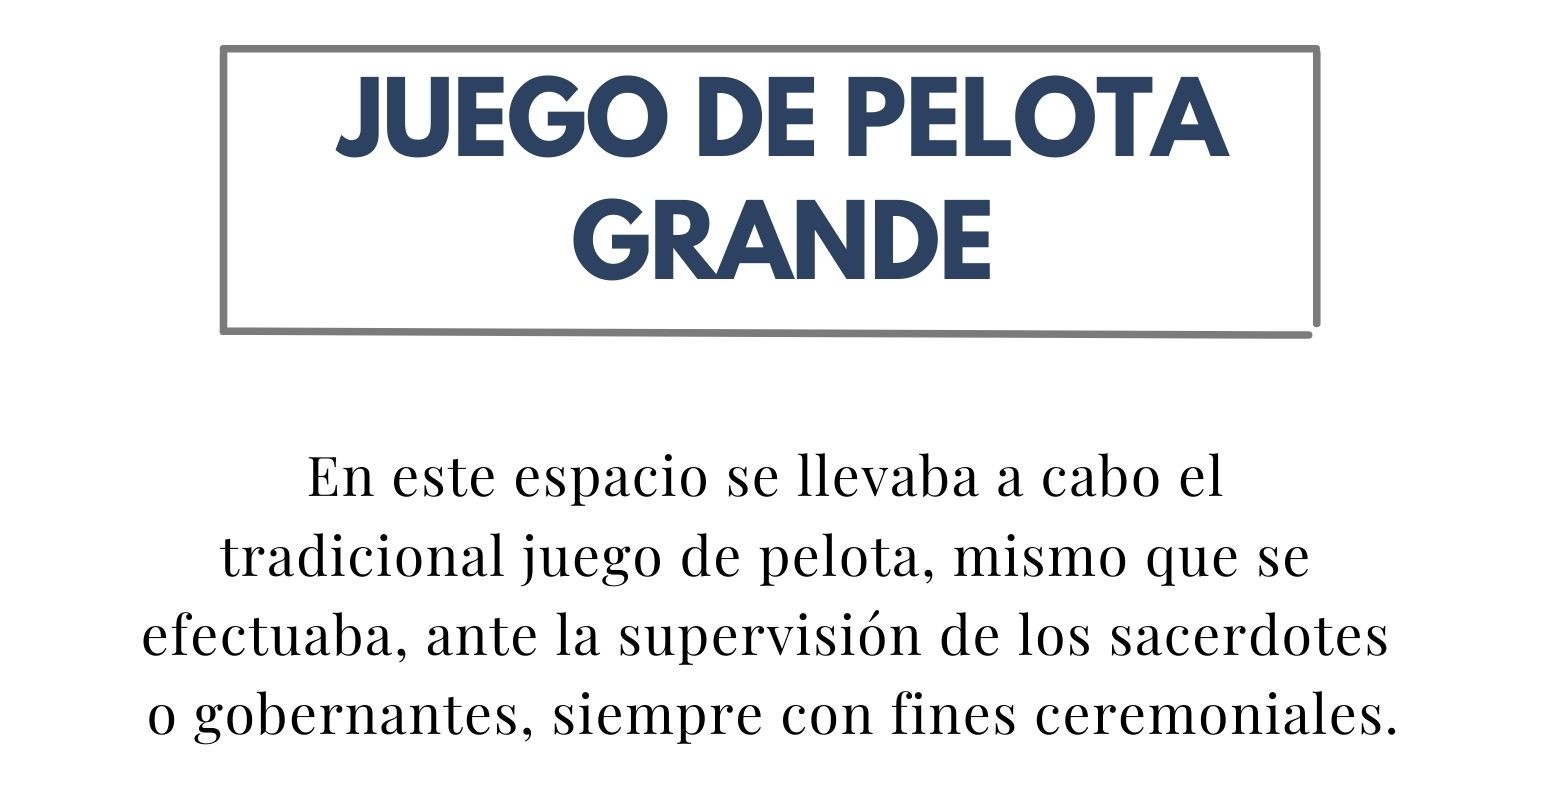 JUEGO DE PELOTA
GRANDE
En este espacio se llevaba a cabo el
tradicional juego de pelota, mismo que se
efectuaba, ante la supervisión de los sacerdotes
o gobernantes, siempre con fines ceremoniales.